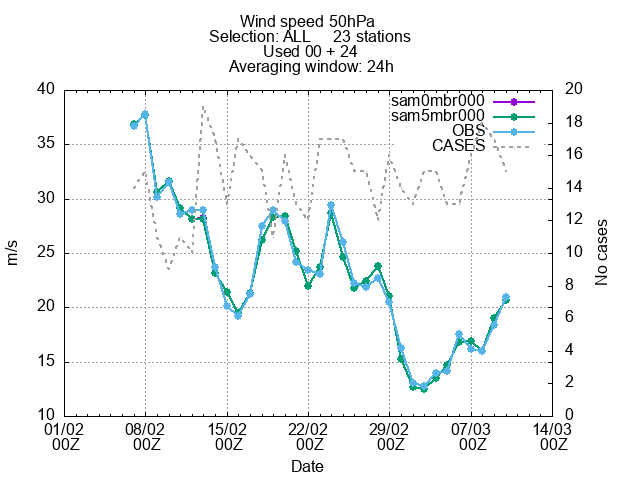 Wind speed 50hPa
Selection: ALL 23 stations
Used 00 + 24
Averaging window: 24h
40 20
sam0mbr000
sam5mbr000 18
OBS
CASES 16
35
14
30 12
m/s No cases
25 10
8
20
6
4
15
2
10 0
01/02 08/02 15/02 22/02 29/02 07/03 14/03
00Z 00Z 00Z 00Z 00Z 00Z 00Z
Date